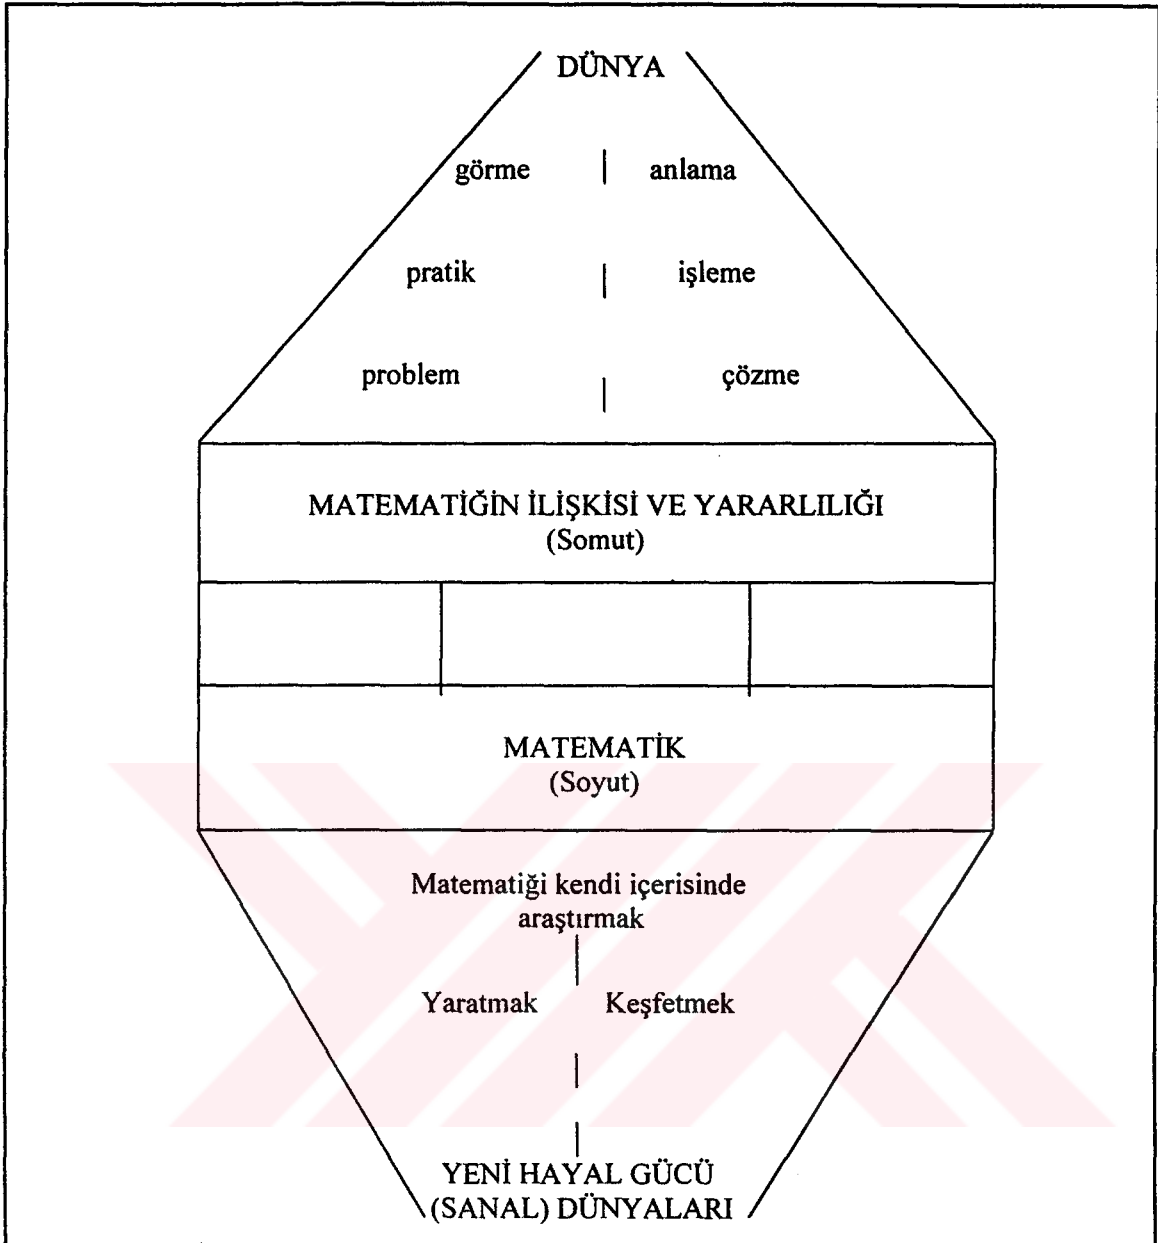 DÜNYA
görme | anlama
pratik | işleme
problem | çözme
MATEMATİĞİN İLİŞKİSİ VE YARARLILIĞI
(Somut)
MATEMATİK
(Soyut)
Matematiği kendi içerisinde
araştırmak
Yaratmak Keşfetmek
YENİ HAYAL GÜCÜ
(SANAL) DÜNYALARI